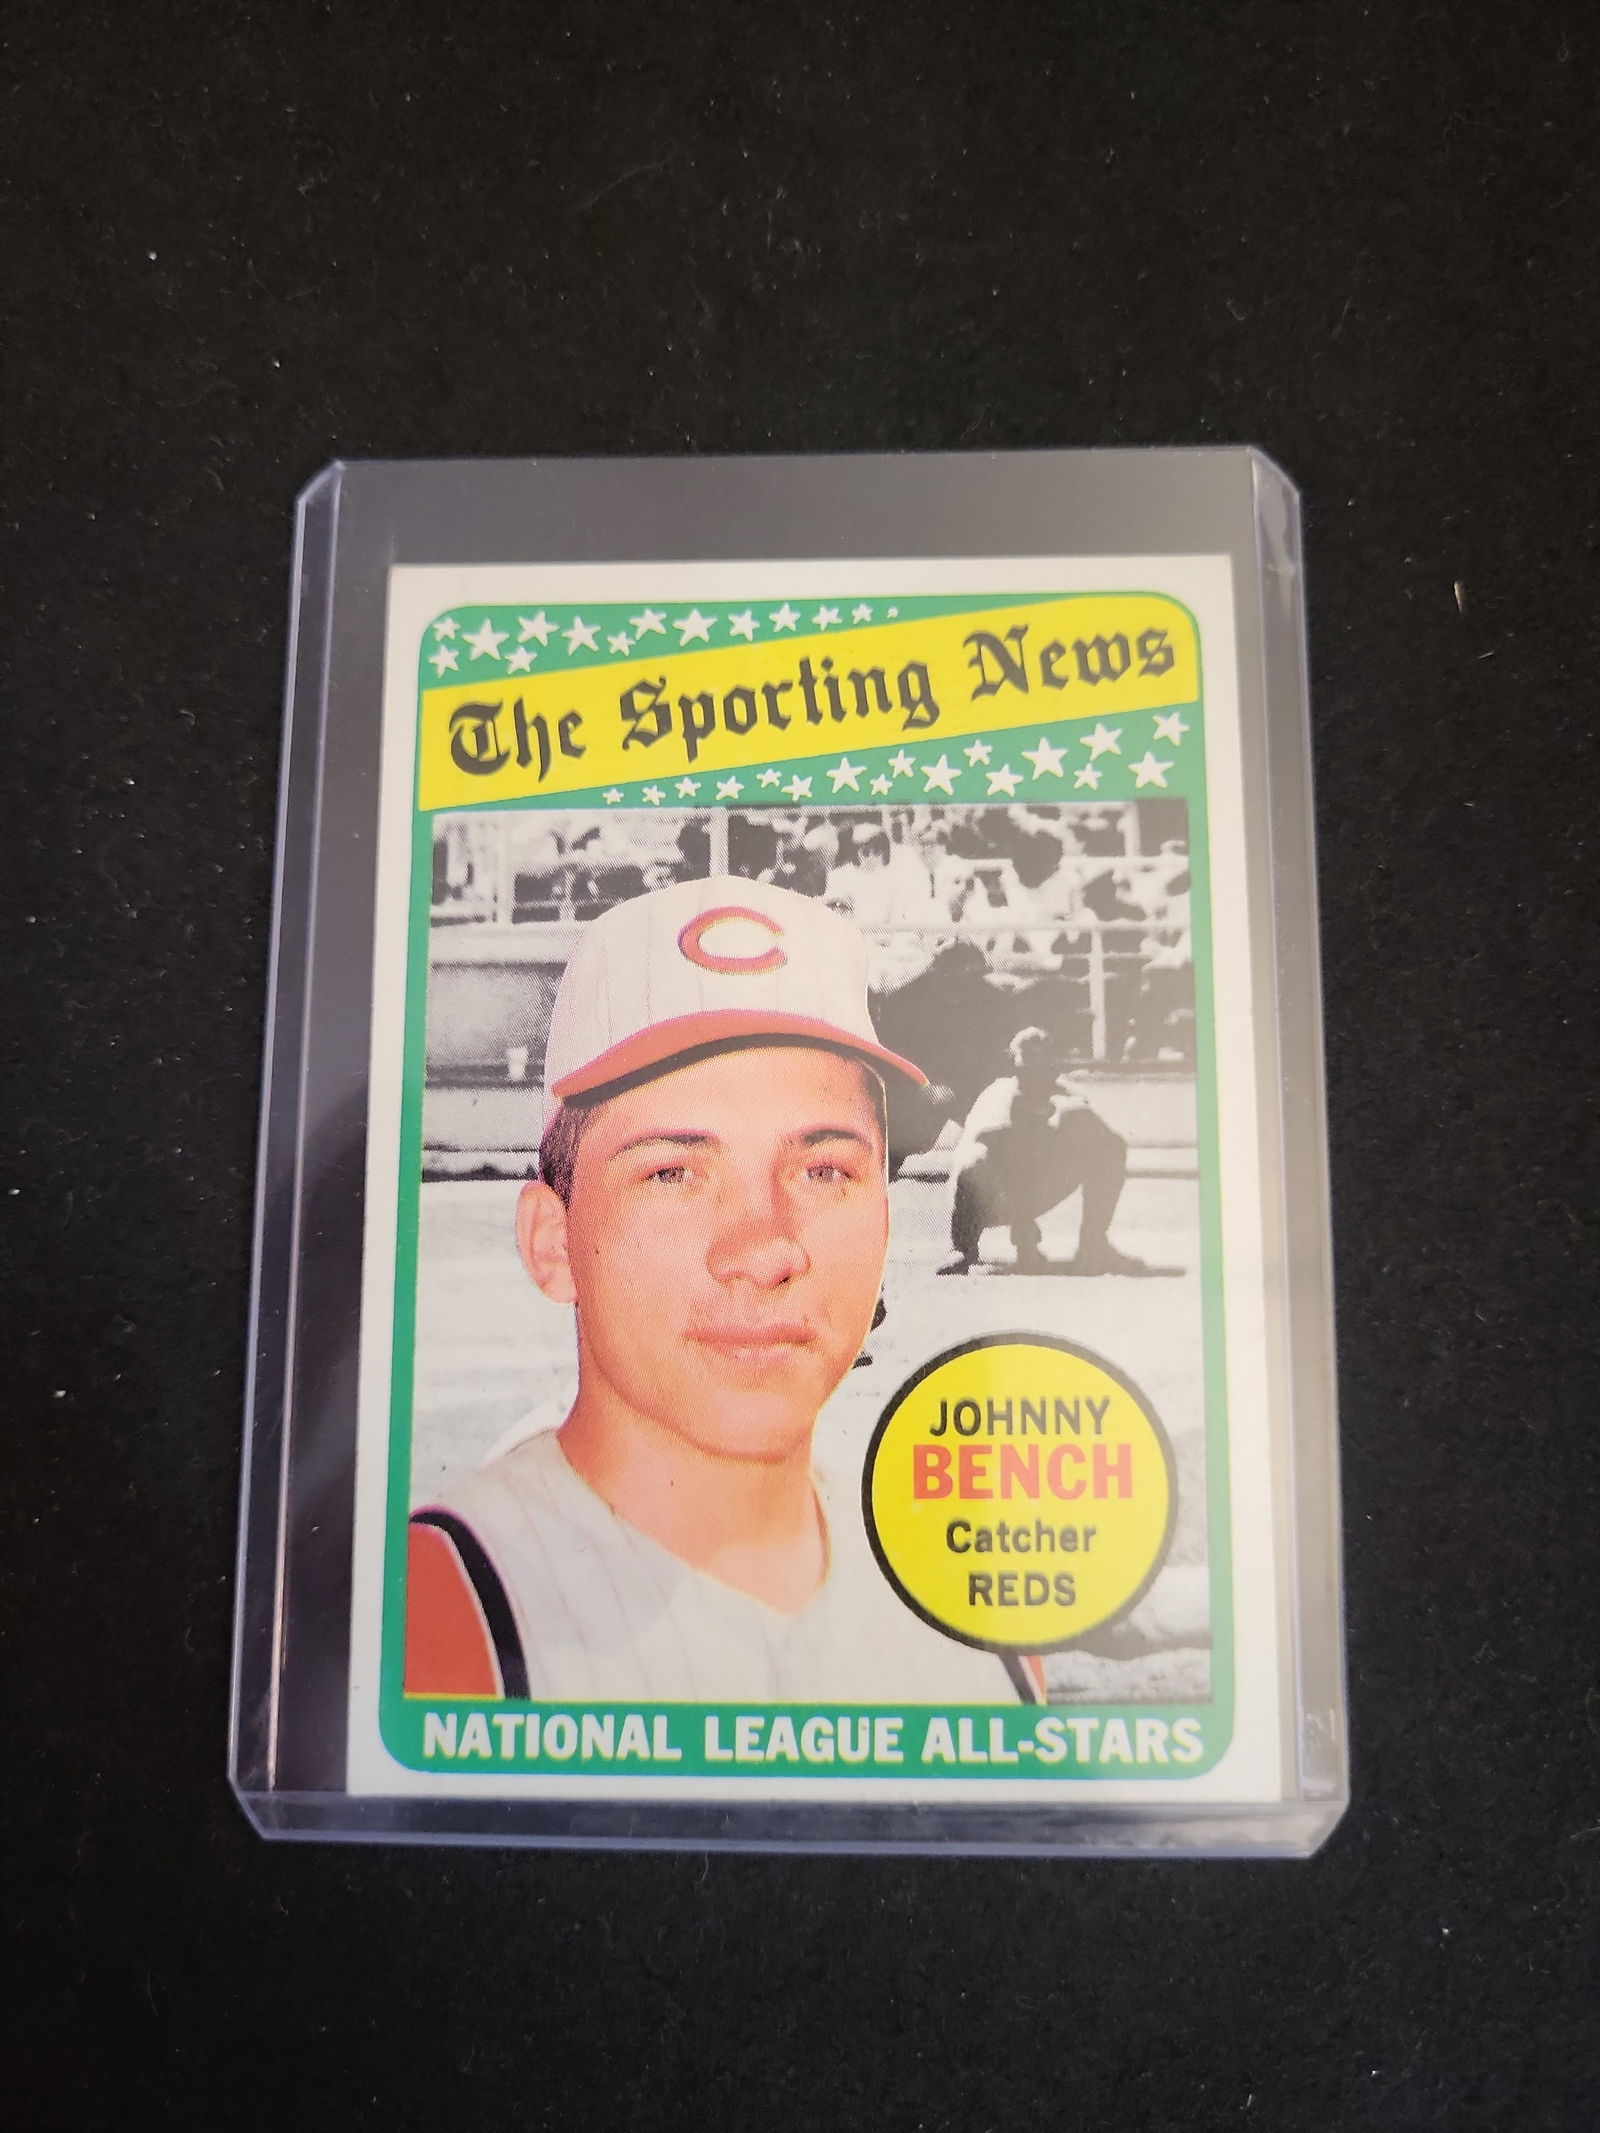 The Sporting News
C
JOHNNY
BENCH
Catcher
REDS
NATIONAL LEAGUE ALL-STARS